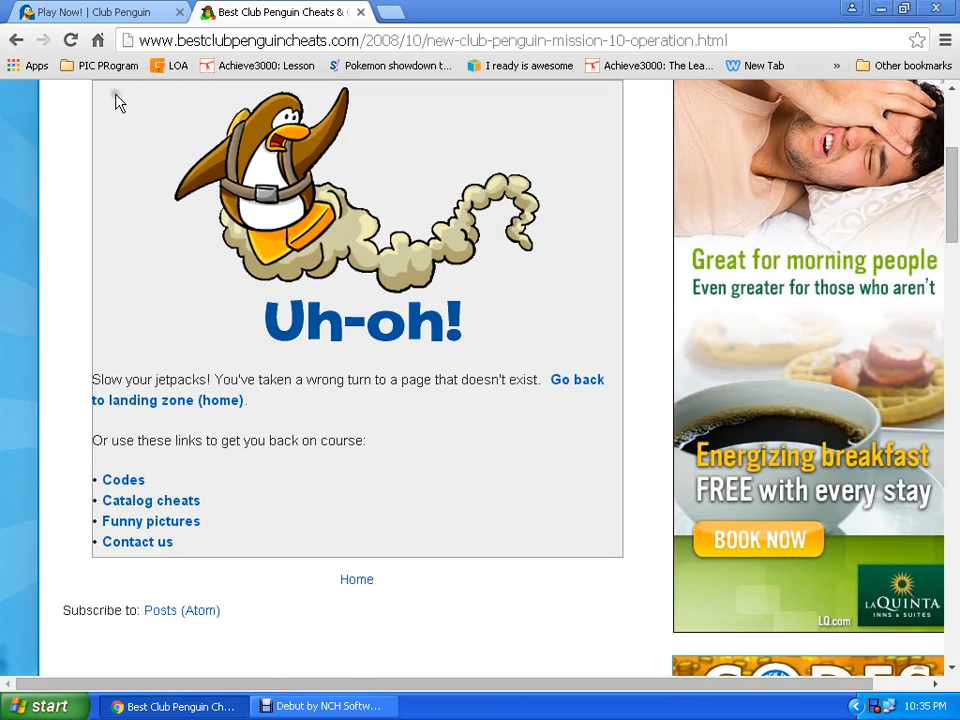 Play Now! | Club Penguin
Best Club Penguin Cheats &
www.bestclubpenguincheats.com/2008/10/new-club-penguin-mission-10-operation.html
Apps PIC PRogram LOA Achieve3000: Lesson Pokemon showdown t... I ready is awesome Achieve3000: The Lea... New Tab » Other bookmarks
Uh-oh!
Slow your jetpacks! You've taken a wrong turn to a page that doesn't exist. Go back
to landing zone (home).
Or use these links to get you back on course:
• Codes
• Catalog cheats
• Funny pictures
• Contact us
Home
Subscribe to: Posts (Atom)
Great for morning people
Even greater for those who aren't
Energizing breakfast
FREE with every stay
BOOK NOW
LAQUINTA
INNS & SUITES
LQ.com
CODES
start
Best Club Penguin Ch...
Debut by NCH Softw...
10:35 PM